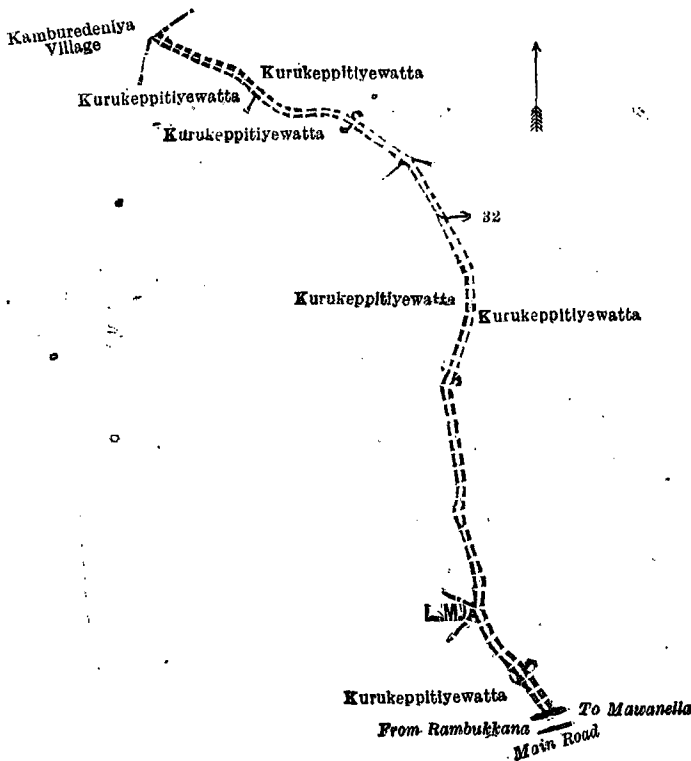 Kamburedeniya
Village
Kurukeppitiyewatta
Kurukeppitiyewatta
Kurukeppitiyewatta
32
Kurukeppitiyewatta
Kurukeppitiyewatta
Kurukeppitiyewatta
To Mawanella
From Rambukkana
Main Road